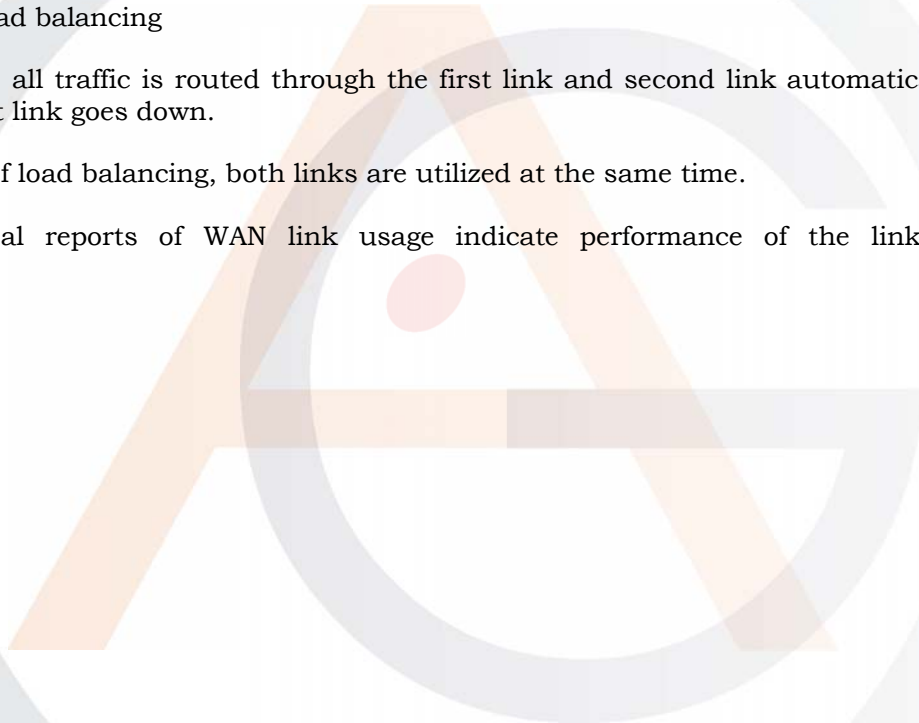 ad balancing
all traffic is routed through the first link and second link automatic
link goes down.
f load balancing, both links are utilized at the same time.
al reports of WAN link usage indicate performance of the link